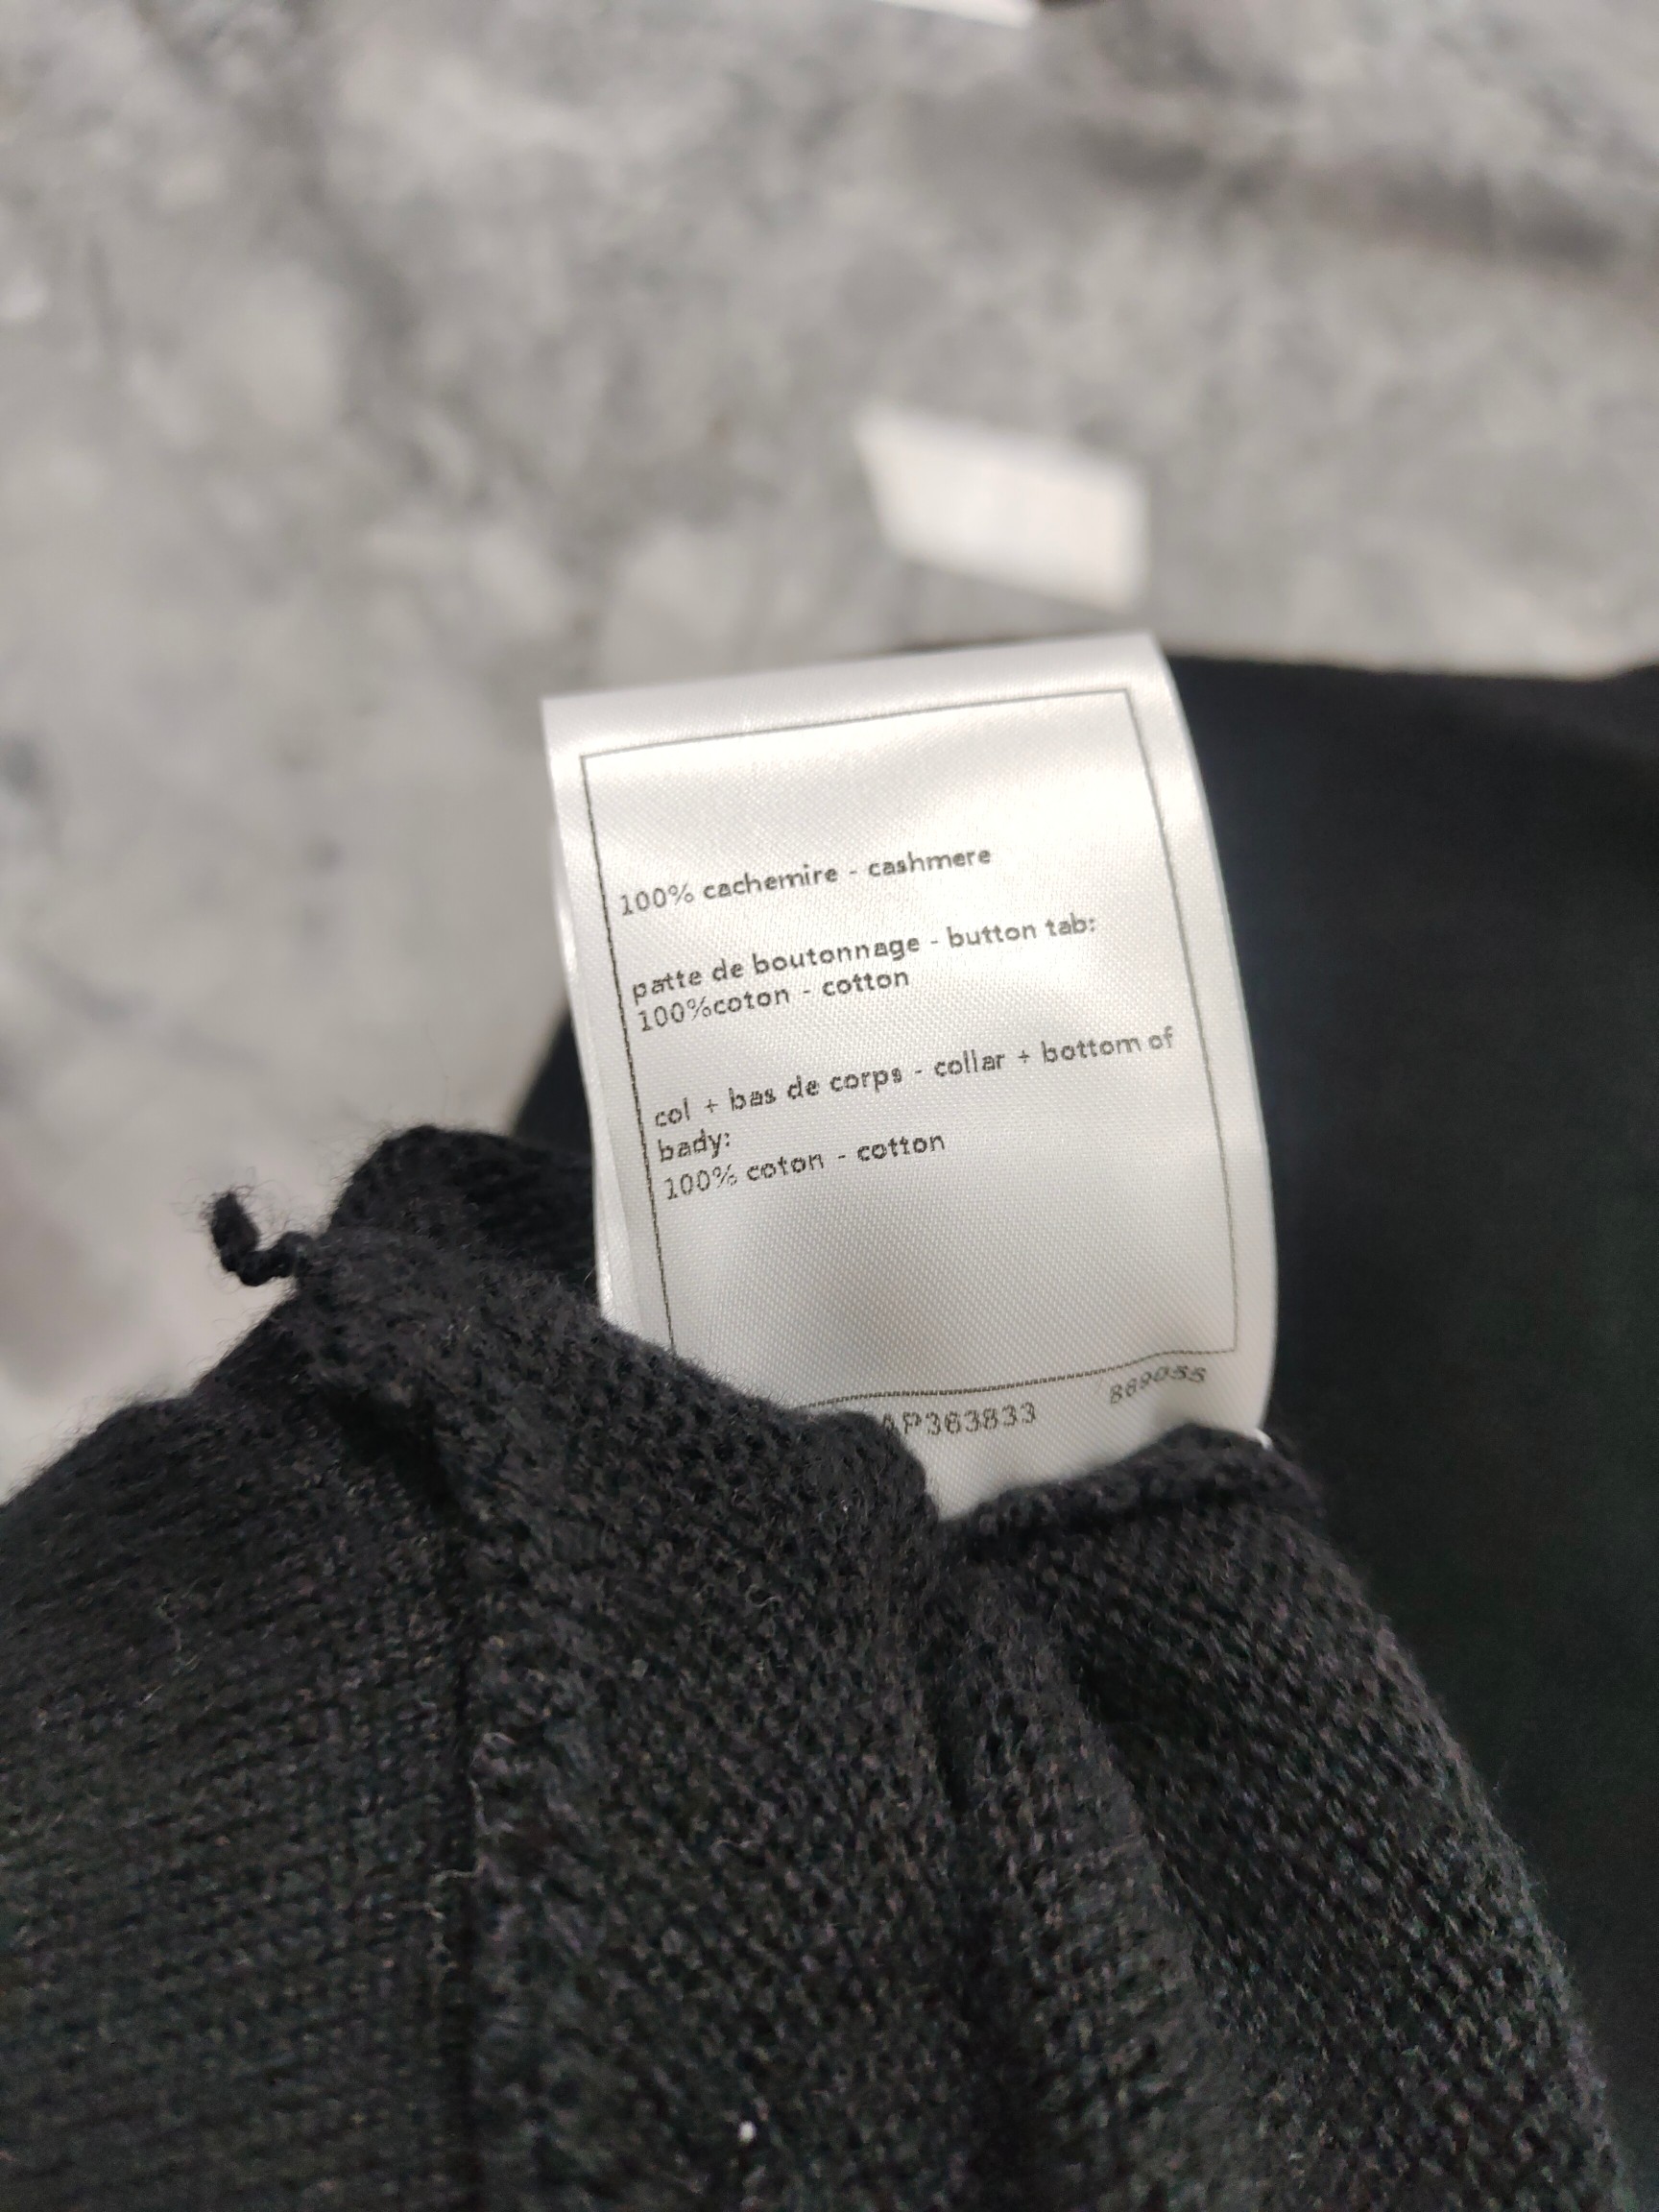 100% cachemire - cashmere
patte de boutonnage - button tab:
100%coton - cotton
col + bas de corps - collar + bottom of
bady:
100% coton - cotton
AP363833
869055